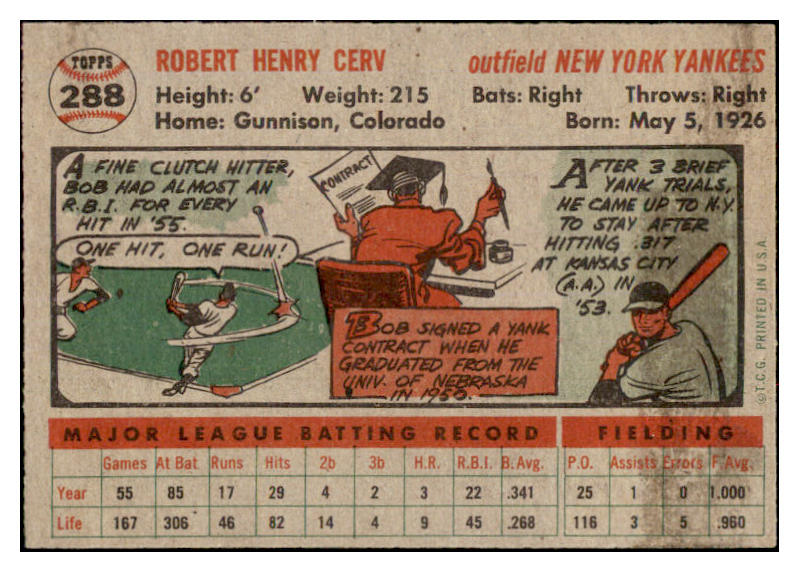 TOPPS
288
ROBERT HENRY CERV
outfield NEW YORK YANKEES
Height: 6' Weight: 215 Bats: Right Throws: Right
Home: Gunnison, Colorado Born: May 5, 1926
A FINE CLUTCH HITTER,
BOB HAD ALMOST AN
R.B.I. FOR EVERY
HIT IN '55.
ONE HIT, ONE RUN!
CONTRACT
BOB SIGNED A YANK
CONTRACT WHEN HE
GRADUATED FROM THE
UNIV. OF NEBRASKA
IN 1950.
AFTER 3 BRIEF
YANK TRIALS,
HE CAME UP TO N.Y.
TO STAY AFTER
HITTING .317
AT KANSAS CITY
(A.A.) IN
'53.
©T.C.G. PRINTED IN U.S.A.
MAJOR LEAGUE BATTING RECORD FIELDING
Games At Bat Runs Hits 2b 3b H.R. R.B.I. B.Avg. P.O. Assists Errors F.Avg.
Year 55 85 17 29 4 2 3 22 .341 25 1 0 1.000
Life 167 306 46 82 14 4 9 45 .268 116 3 5 .960